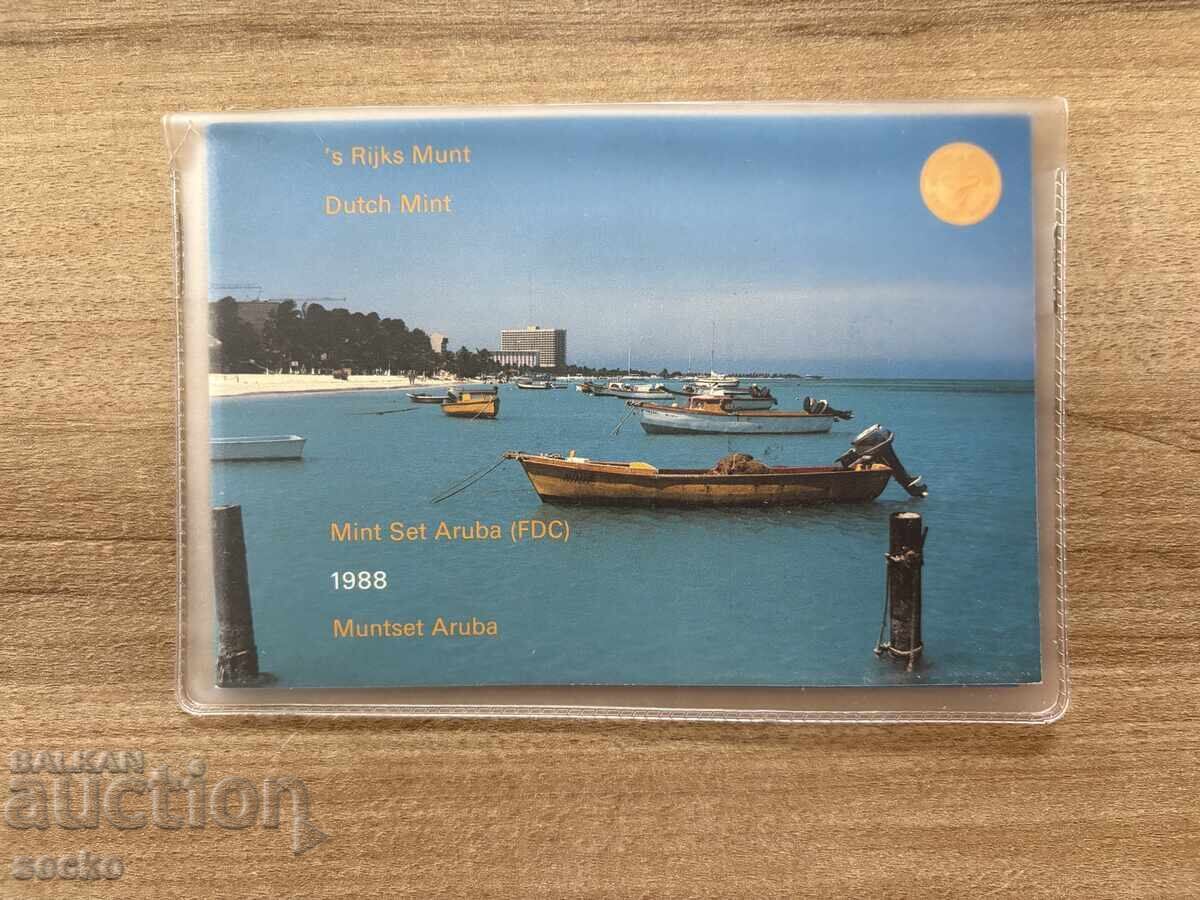 's Rijks Munt
Dutch Mint
Mint Set Aruba (FDC)
1988
Muntset Aruba
BALKAN
auction
socko